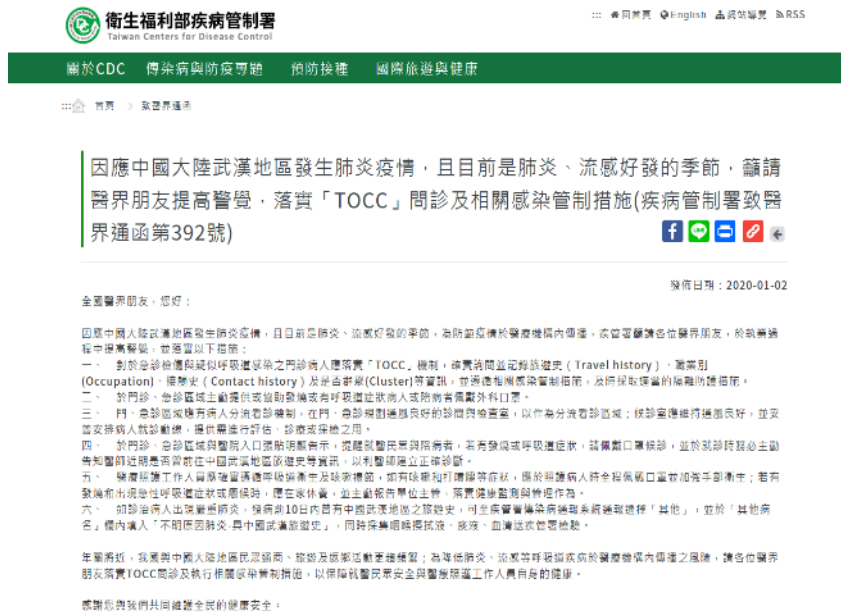 衛生福利部疾病管制署
Taiwan Centers for Disease Control
::: 回首頁 English 網站導覽 RSS
關於CDC 傳染病與防疫專題 預防接種 國際旅遊與健康
::: 首頁 > 致醫界通函
因應中國大陸武漢地區發生肺炎疫情，且目前是肺炎、流感好發的季節，籲請
醫界朋友提高警覺，落實「TOCC」問診及相關感染管制措施(疾病管制署致醫
界通函第392號)
發佈日期：2020-01-02
全國醫界朋友，您好：
因應中國大陸武漢地區發生肺炎疫情，且目前是肺炎、流感好發的季節，為防範疫情於醫療機構內傳播，疾管署籲請各位醫界朋友，於執業過
程中提高警覺，並落實以下措施：
一、 對於急診檢傷與疑似呼吸道感染之門診病人應落實「TOCC」機制，確實詢問並記錄旅遊史（Travel history）、職業別
(Occupation)、接觸史（Contact history）及是否群聚(Cluster)等資訊，並遵循相關感染管制措施，及時採取適當的隔離防護措施。
二、 於門診、急診區域主動提供或協助發燒或有呼吸道症狀病人或陪病者佩戴外科口罩。
三、 門、急診區域應有病人分流看診機制，在門、急診規劃通風良好的診間與檢查室，以作為分流看診區域；候診室應維持通風良好，並妥
善安排病人就診動線，提供需進行評估、診療或採檢之用。
四、 於門診、急診區域與醫院入口張貼明顯告示，提醒就醫民眾與陪病者，若有發燒或呼吸道症狀，請佩戴口罩候診，並於就診時務必主動
告知醫師近期是否曾前往中國武漢地區旅遊史等資訊，以利醫師建立正確診斷。
五、 醫療照護工作人員應確實遵循呼吸道衛生及咳嗽禮節，如有咳嗽和打噴嚏等症狀，應於照護病人時全程佩戴口罩並加強手部衛生；若有
發燒和出現急性呼吸道症狀或腸候時，應在家休養，並主動報告單位主管，落實健康監測與管理作為。
六、 如診治病人出現嚴重肺炎，發病前10日內曾有中國武漢地區之旅遊史，可至疾管署傳染病通報系統通報選擇「其他」，並於「其他病
名」欄內填入「不明原因肺炎-具中國武漢旅遊史」，同時採集咽喉擦拭液、痰液、血清送疾管署檢驗。
年關將近，我國與中國大陸地區民眾通商、旅遊及返鄉活動更趨頻繁；為降低肺炎、流感等呼吸道疾病於醫療機構內傳播之風險，請各位醫界
朋友落實TOCC問診及執行相關感染管制措施，以保障就醫民眾安全與醫療照護工作人員自身的健康。
感謝您與我們共同維護全民的健康安全。